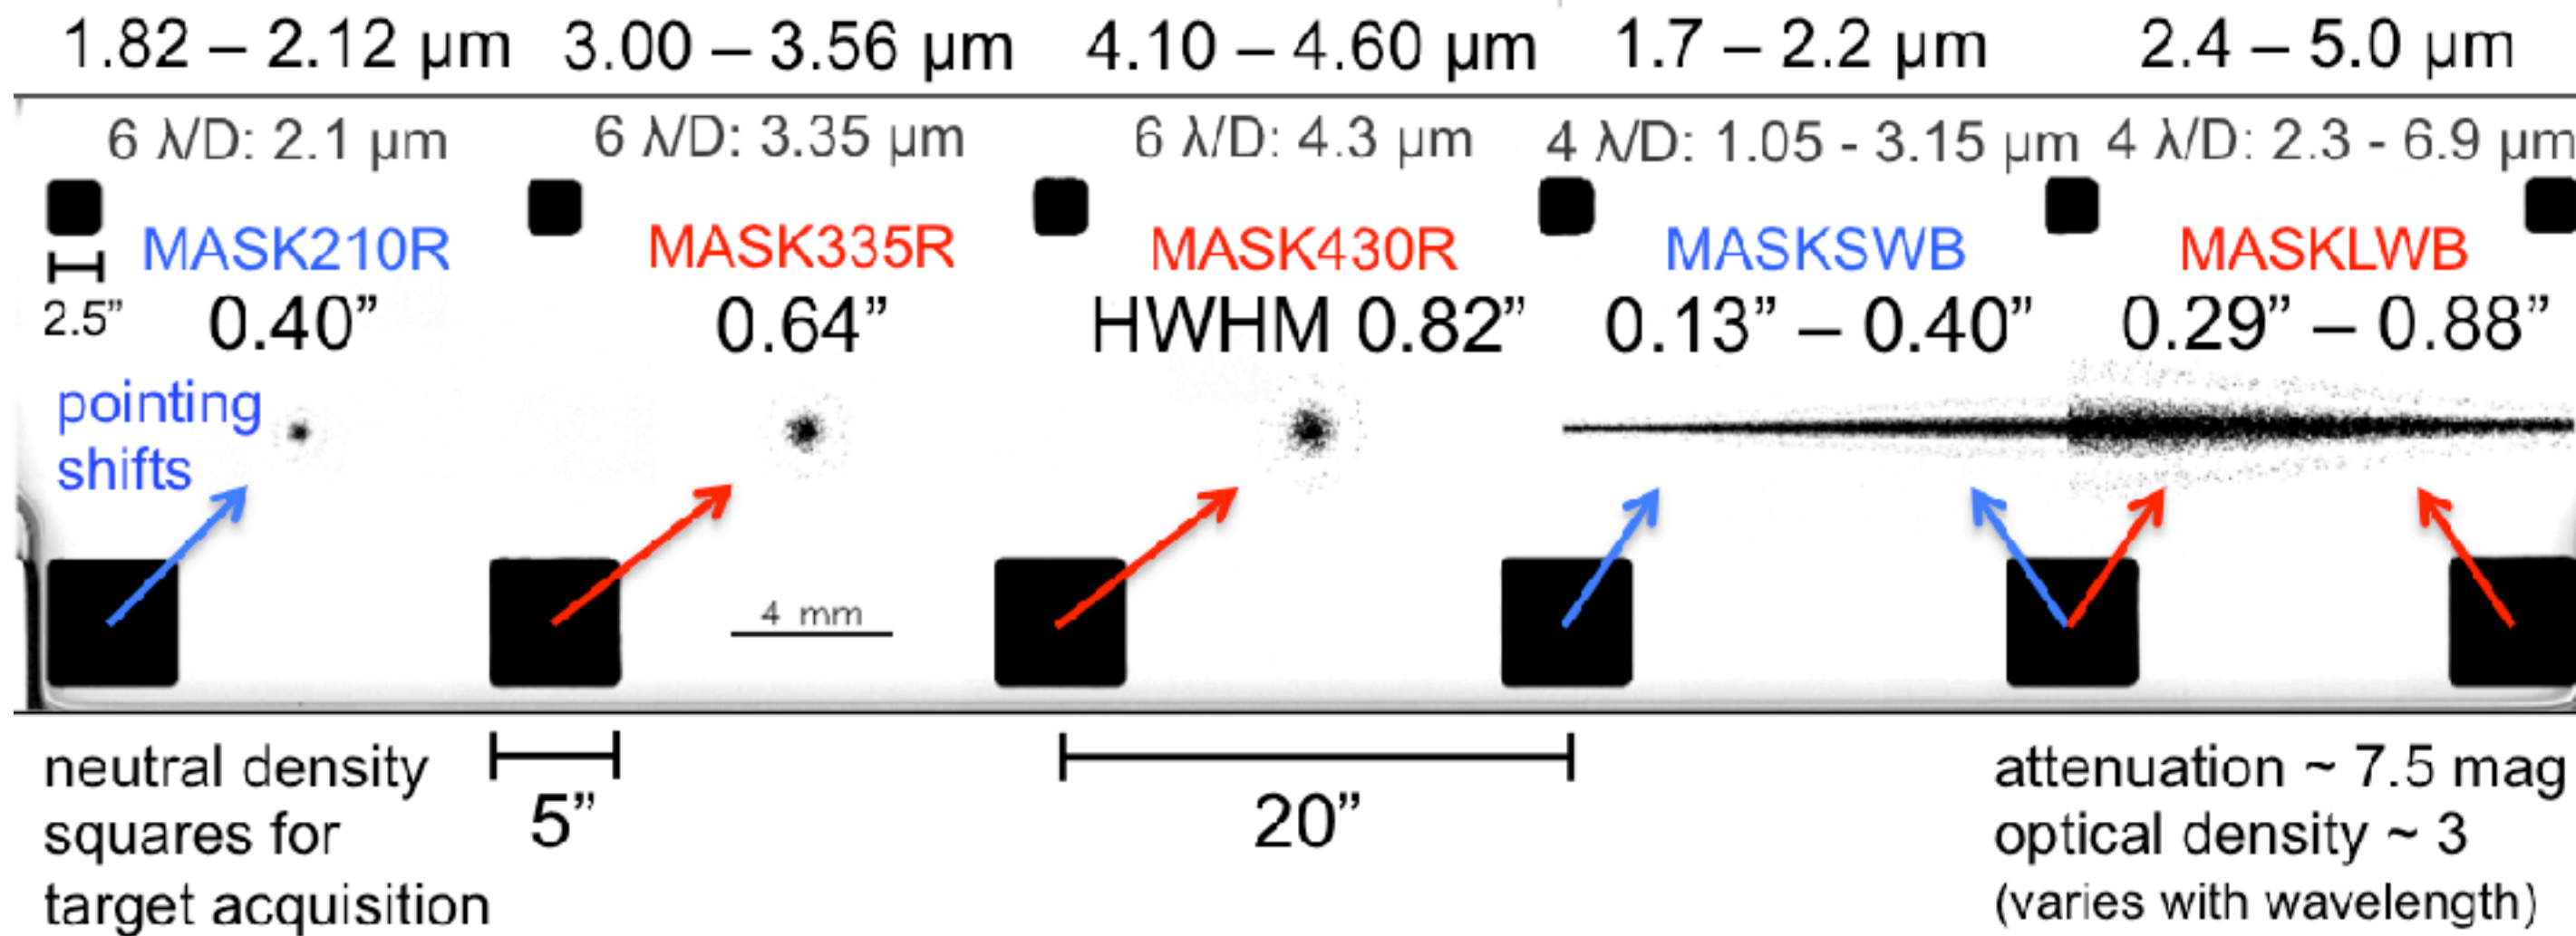 1.82 – 2.12 µm 3.00 – 3.56 µm 4.10 – 4.60 µm 1.7 – 2.2 µm 2.4 – 5.0 µm
6 λ/D: 2.1 µm 6 λ/D: 3.35 µm 6 λ/D: 4.3 µm 4 λ/D: 1.05 - 3.15 µm 4 λ/D: 2.3 - 6.9 µm
MASK210R MASK335R MASK430R MASKSWB MASKLWB
2.5” 0.40” 0.64” HWHM 0.82” 0.13” – 0.40” 0.29” – 0.88”
pointing
shifts
4 mm
neutral density
squares for
target acquisition
5”
20”
attenuation ~ 7.5 mag
optical density ~ 3
(varies with wavelength)